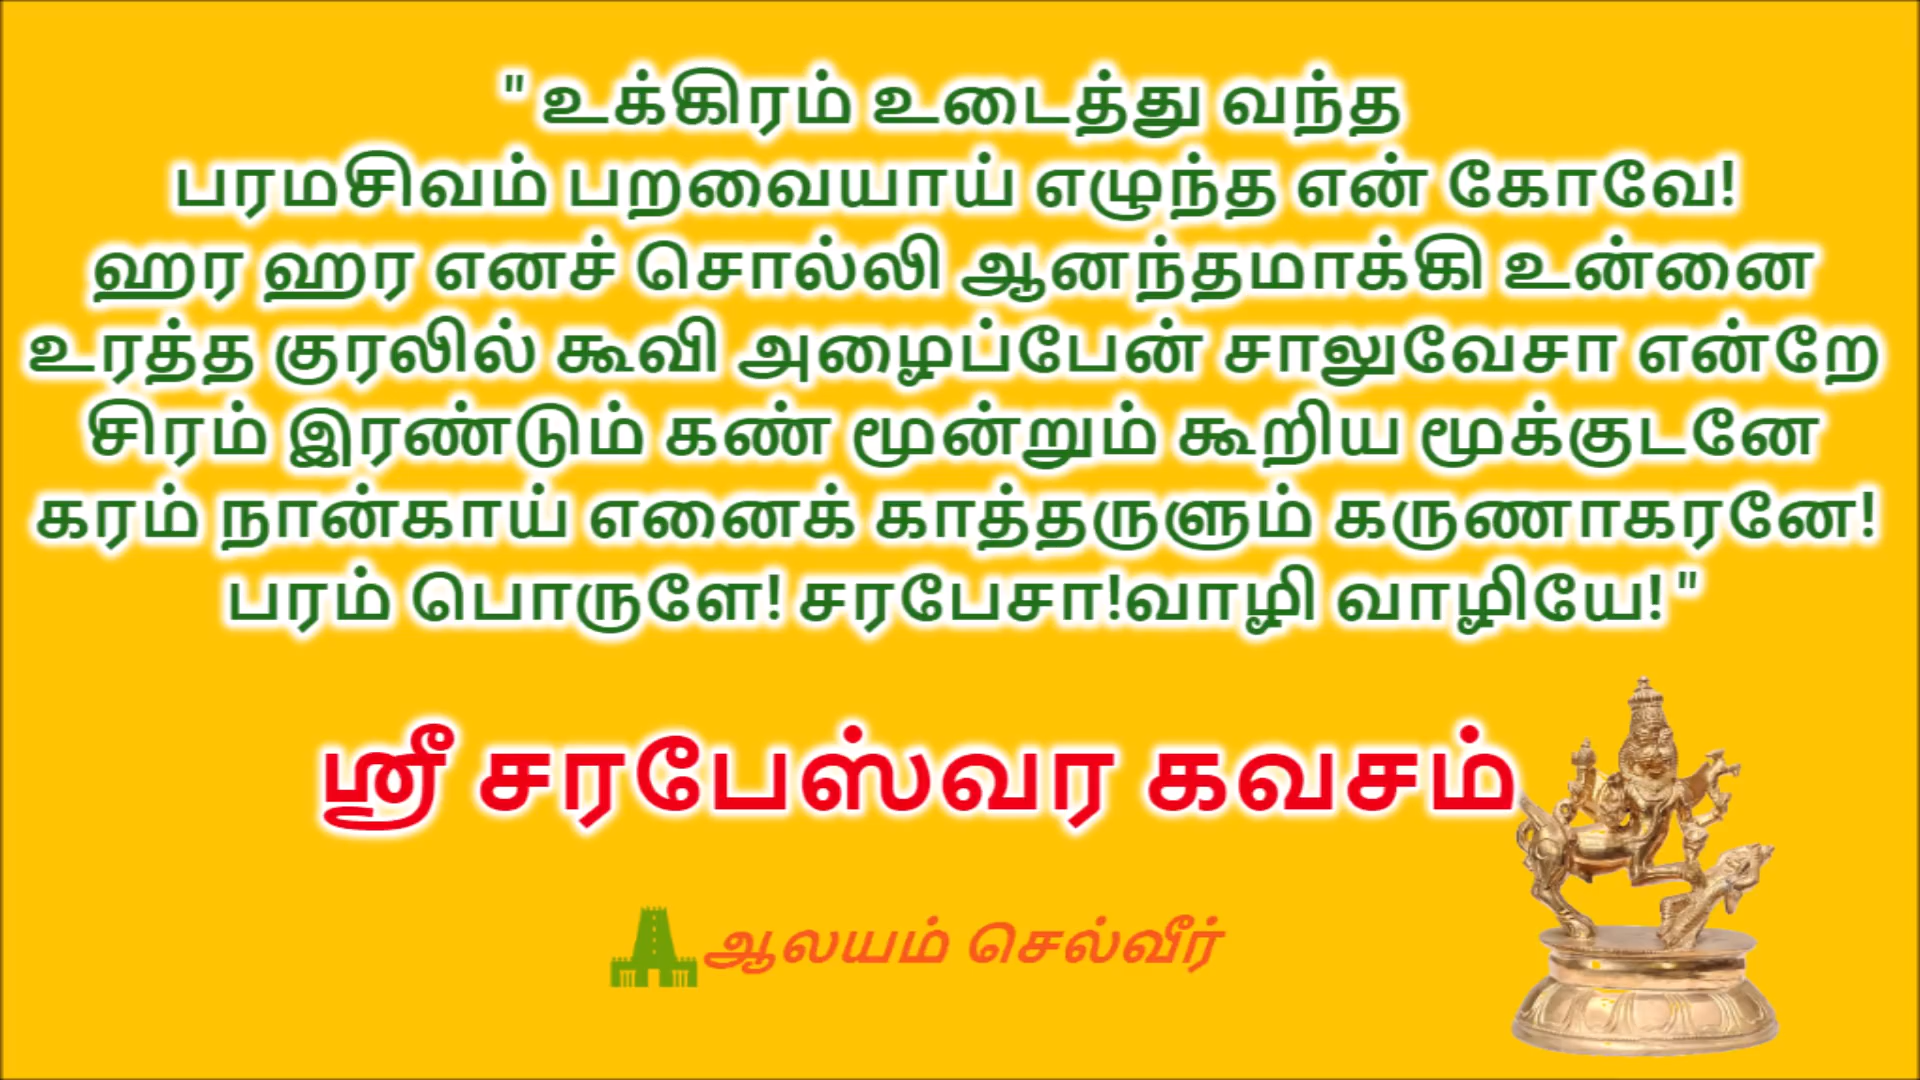 " உக்கிரம் உடைத்து வந்த
பரமசிவம் பறவையாய் எழுந்த என் கோவே!
ஹர ஹர எனச் சொல்லி ஆனந்தமாக்கி உன்னை
உரத்த குரலில் கூவி அழைப்பேன் சாலுவேசா என்றே
சிரம் இரண்டும் கண் மூன்றும் கூறிய மூக்குடனே
கரம் நான்காய் எனைக் காத்தருளும் கருணாகரனே!
பரம் பொருளே! சரபேசா!வாழி வாழியே! "
ஸ்ரீ சரபேஸ்வர கவசம்
ஆலயம் செல்வீர்